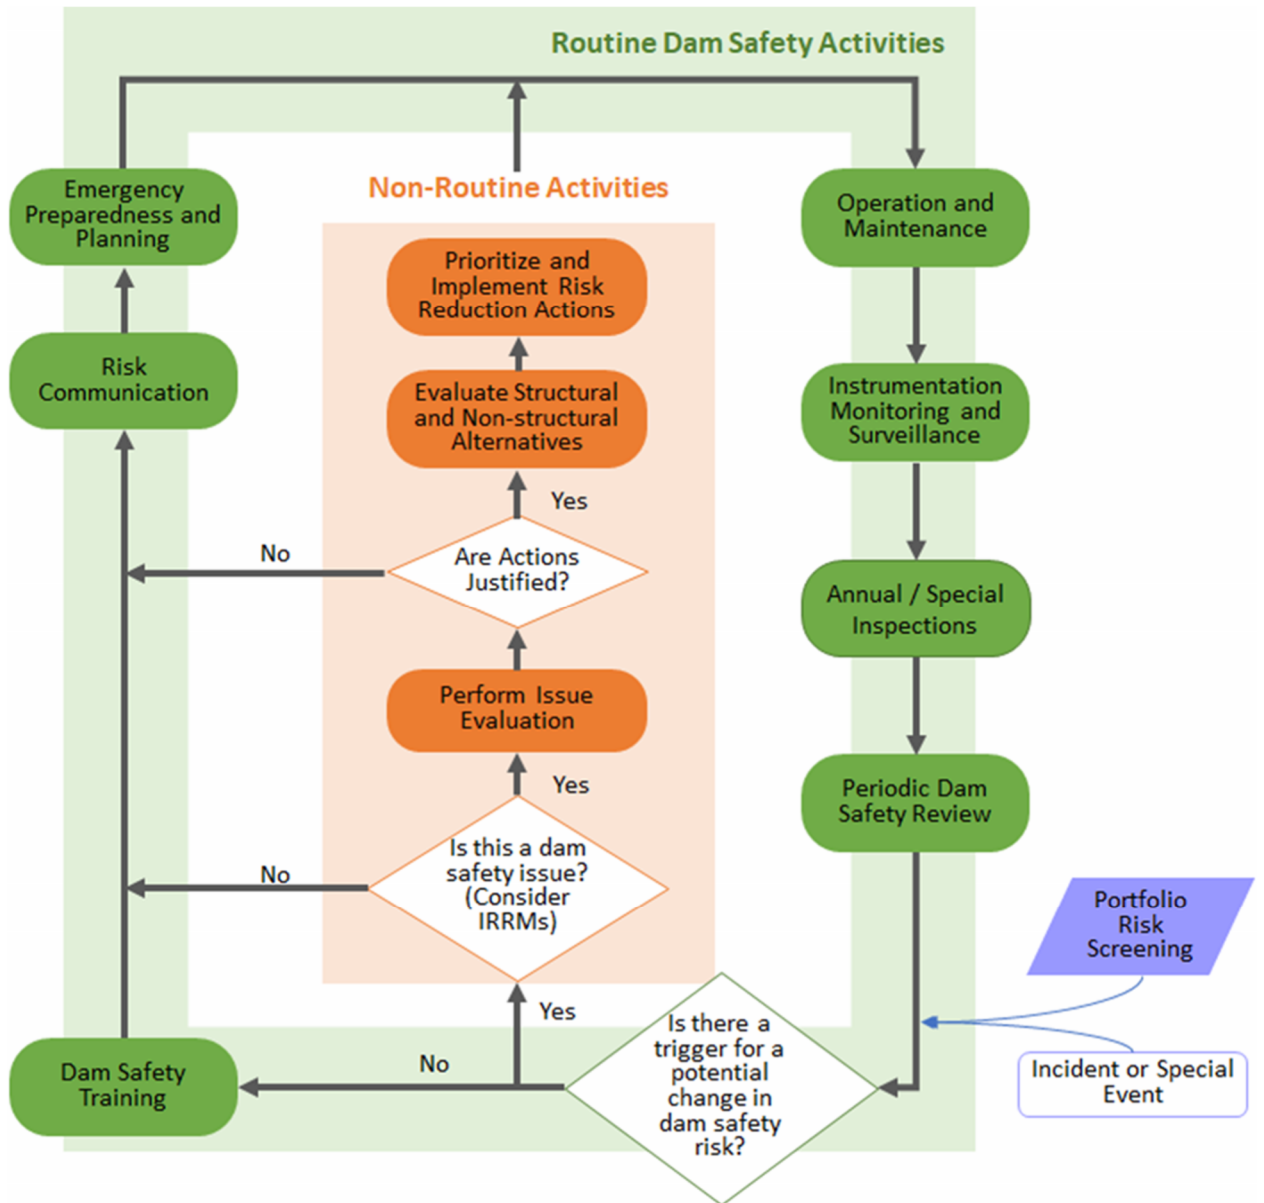 Routine Dam Safety Activities
Non-Routine Activities
Emergency
Preparedness and
Planning
Operation and
Maintenance
Prioritize and
Implement Risk
Reduction Actions
Risk
Communication
Evaluate Structural
and Non-structural
Alternatives
Instrumentation
Monitoring and
Surveillance
Yes
No
Are Actions
Justified?
Annual / Special
Inspections
Perform Issue
Evaluation
Yes
Periodic Dam
Safety Review
No
Is this a dam
safety issue?
(Consider
IRRMs)
Portfolio
Risk
Screening
Yes
Is there a
trigger for a
potential
change in
dam safety
risk?
No
Dam Safety
Training
Incident or Special
Event